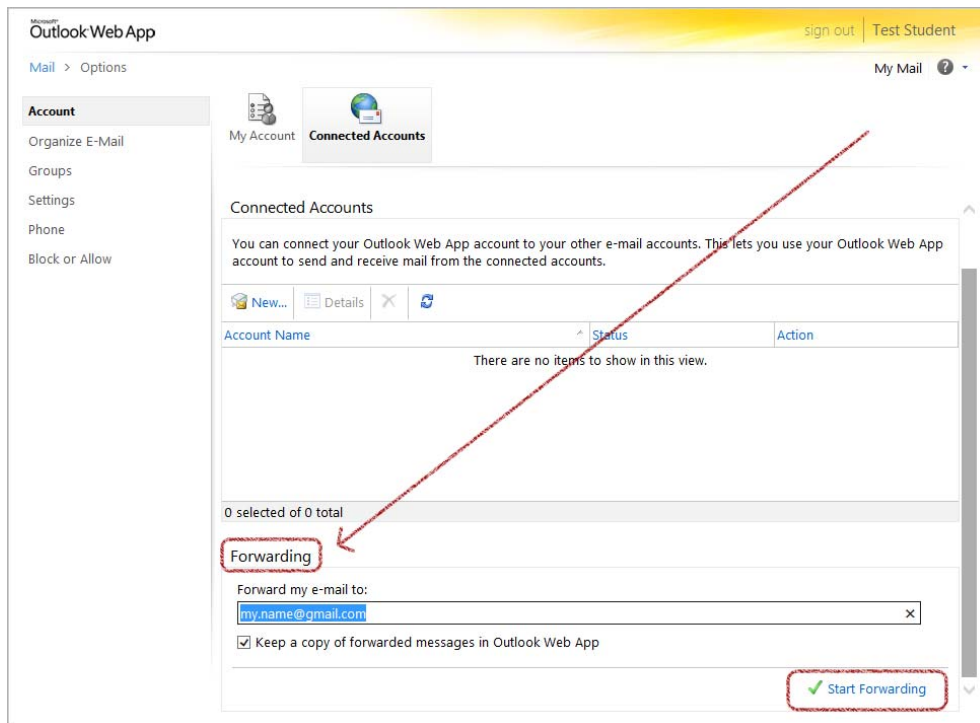 Microsoft®
Outlook Web App
sign out Test Student
Mail > Options
My Mail
Account
Organize E-Mail
Groups
Settings
Phone
Block or Allow
My Account Connected Accounts
Connected Accounts
You can connect your Outlook Web App account to your other e-mail accounts. This lets you use your Outlook Web App
account to send and receive mail from the connected accounts.
New... Details
Account Name Status Action
There are no items to show in this view.
0 selected of 0 total
Forwarding
Forward my e-mail to:
my.name@gmail.com
Keep a copy of forwarded messages in Outlook Web App
Start Forwarding